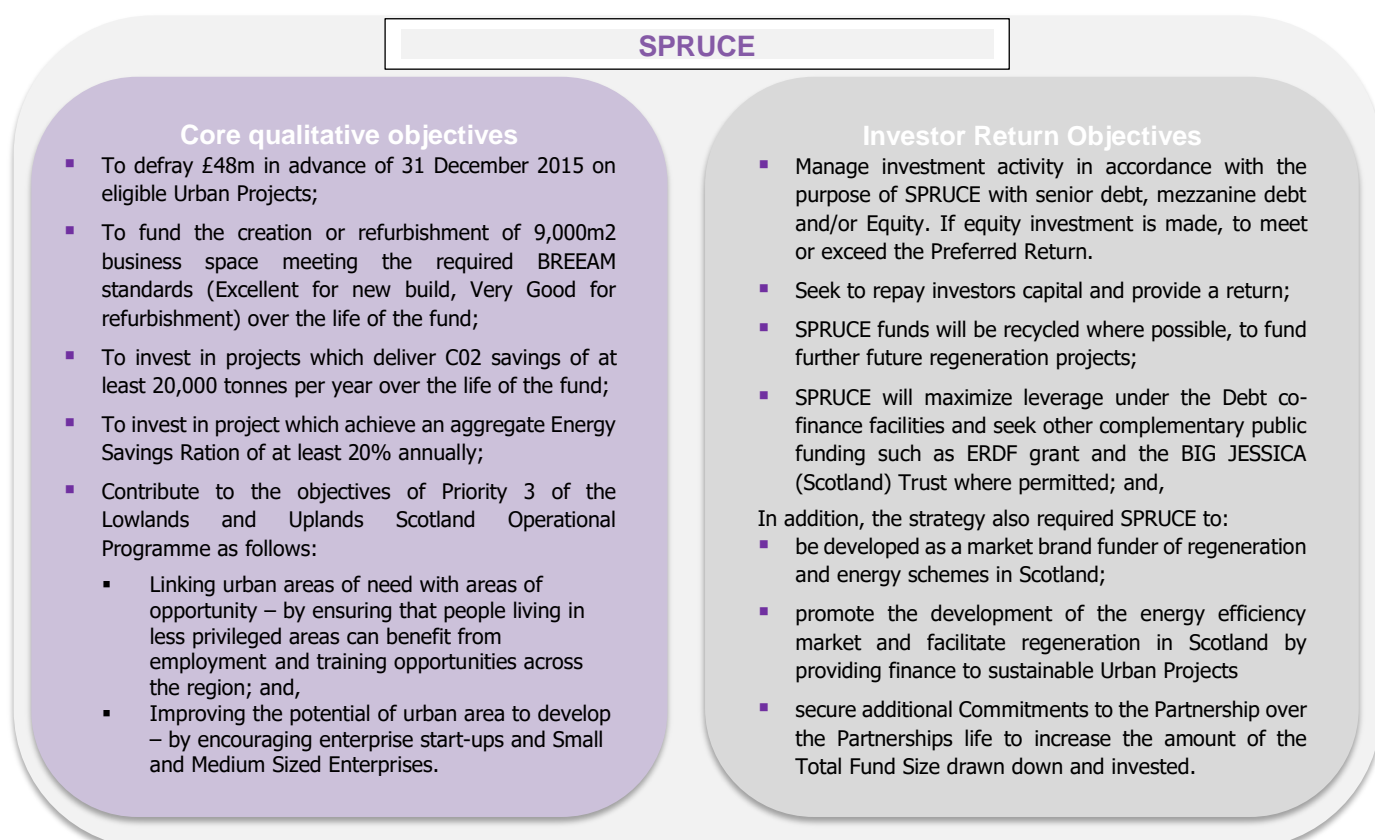 SPRUCE
Core qualitative objectives
▪ To defray £48m in advance of 31 December 2015 on
eligible Urban Projects;
▪ To fund the creation or refurbishment of 9,000m2
business space meeting the required BREEAM
standards (Excellent for new build, Very Good for
refurbishment) over the life of the fund;
▪ To invest in projects which deliver C02 savings of at
least 20,000 tonnes per year over the life of the fund;
▪ To invest in project which achieve an aggregate Energy
Savings Ration of at least 20% annually;
▪ Contribute to the objectives of Priority 3 of the
Lowlands and Uplands Scotland Operational
Programme as follows:
▪ Linking urban areas of need with areas of
opportunity – by ensuring that people living in
less privileged areas can benefit from
employment and training opportunities across
the region; and,
▪ Improving the potential of urban area to develop
– by encouraging enterprise start-ups and Small
and Medium Sized Enterprises.
Investor Return Objectives
▪ Manage investment activity in accordance with the
purpose of SPRUCE with senior debt, mezzanine debt
and/or Equity. If equity investment is made, to meet
or exceed the Preferred Return.
▪ Seek to repay investors capital and provide a return;
▪ SPRUCE funds will be recycled where possible, to fund
further future regeneration projects;
▪ SPRUCE will maximize leverage under the Debt co-
finance facilities and seek other complementary public
funding such as ERDF grant and the BIG JESSICA
(Scotland) Trust where permitted; and,
In addition, the strategy also required SPRUCE to:
▪ be developed as a market brand funder of regeneration
and energy schemes in Scotland;
▪ promote the development of the energy efficiency
market and facilitate regeneration in Scotland by
providing finance to sustainable Urban Projects
▪ secure additional Commitments to the Partnership over
the Partnerships life to increase the amount of the
Total Fund Size drawn down and invested.